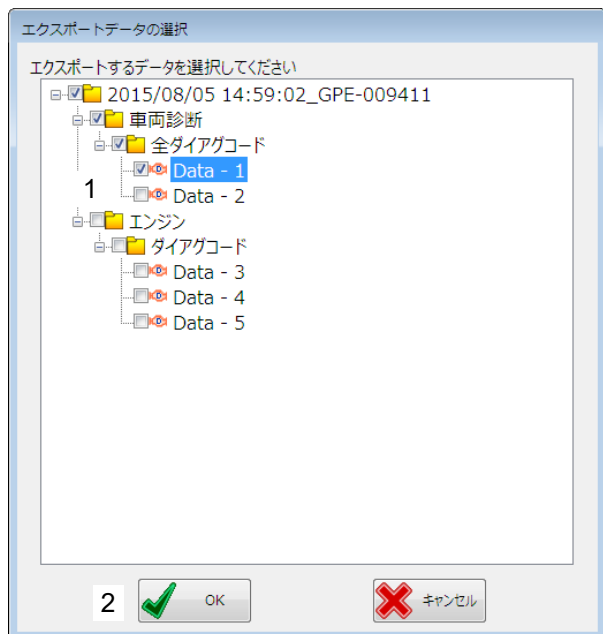 エクスポートデータの選択
エクスポートするデータを選択してください
2015/08/05 14:59:02_GPE-009411
車両診断
全ダイアグコード
Data - 1
1
Data - 2
エンジン
ダイアグコード
Data - 3
Data - 4
Data - 5
2 OK キャンセル